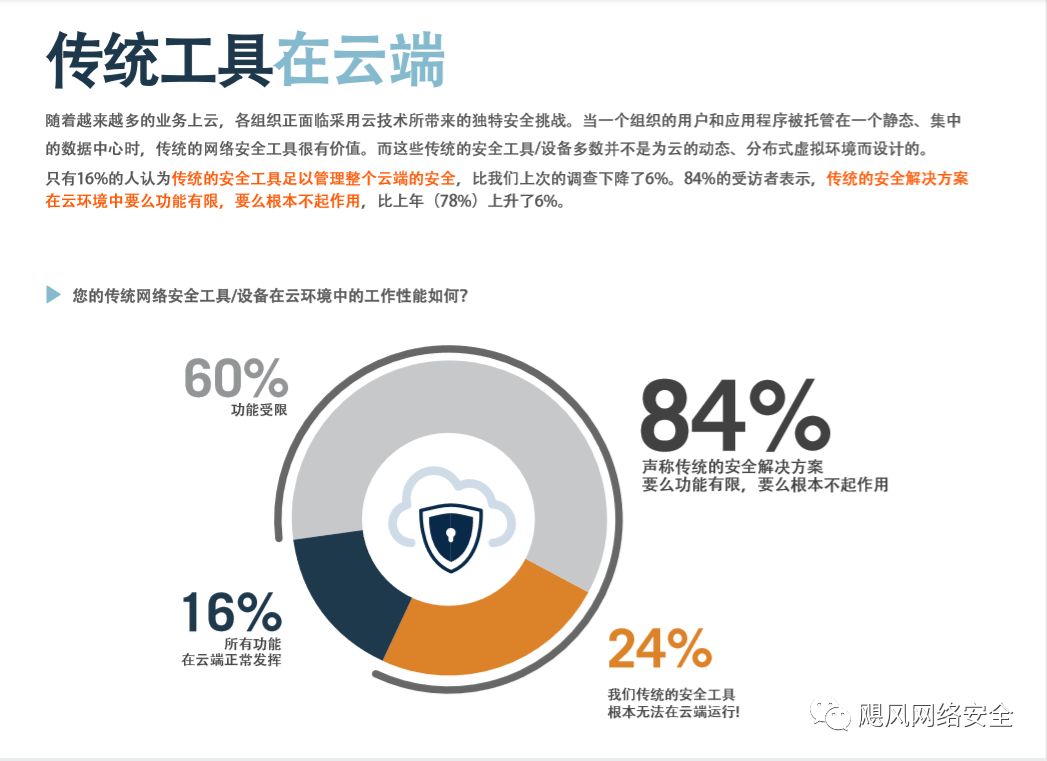 传统工具在云端
随着越来越多的业务上云，各组织正面临采用云技术所带来的独特安全挑战。当一个组织的用户和应用程序被托管在一个静态、集中
的数据中心时，传统的网络安全工具很有价值。而这些传统的安全工具/设备多数并不是为云的动态、分布式虚拟环境而设计的。
只有16%的人认为传统的安全工具足以管理整个云端的安全，比我们上次的调查下降了6%。84%的受访者表示，传统的安全解决方案
在云环境中要么功能有限，要么根本不起作用，比上年（78%）上升了6%。
您的传统网络安全工具/设备在云环境中的工作性能如何？
60%
功能受限
84%
声称传统的安全解决方案
要么功能有限，要么根本不起作用
16%
所有功能
在云端正常发挥
24%
我们传统的安全工具
根本无法在云端运行!
飓风网络安全